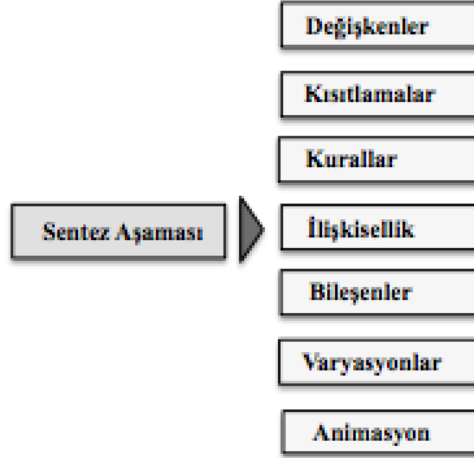 Değişkenler
Kısıtlamalar
Kurallar
Sentez Aşaması
İlişkisellik
Bileşenler
Varyasyonlar
Animasyon